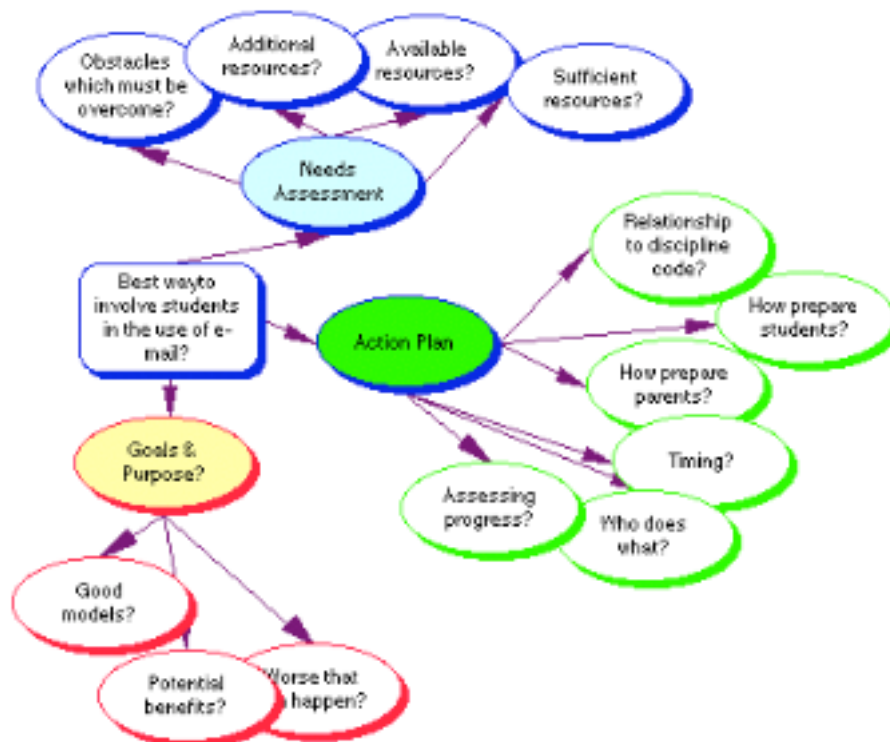 Obstacles
which must be
overcome?
Additional
resources?
Available
resources?
Sufficient
resources?
Needs
Assessment
Best wayto
involve students
in the use of e-
mail?
Action Plan
Relationship
to discipline
code?
How prepare
students?
How prepare
parents?
Timing?
Who does
what?
Assessing
progress?
Goals &
Purpose?
Good
models?
Potential
benefits?
Worse that
happen?